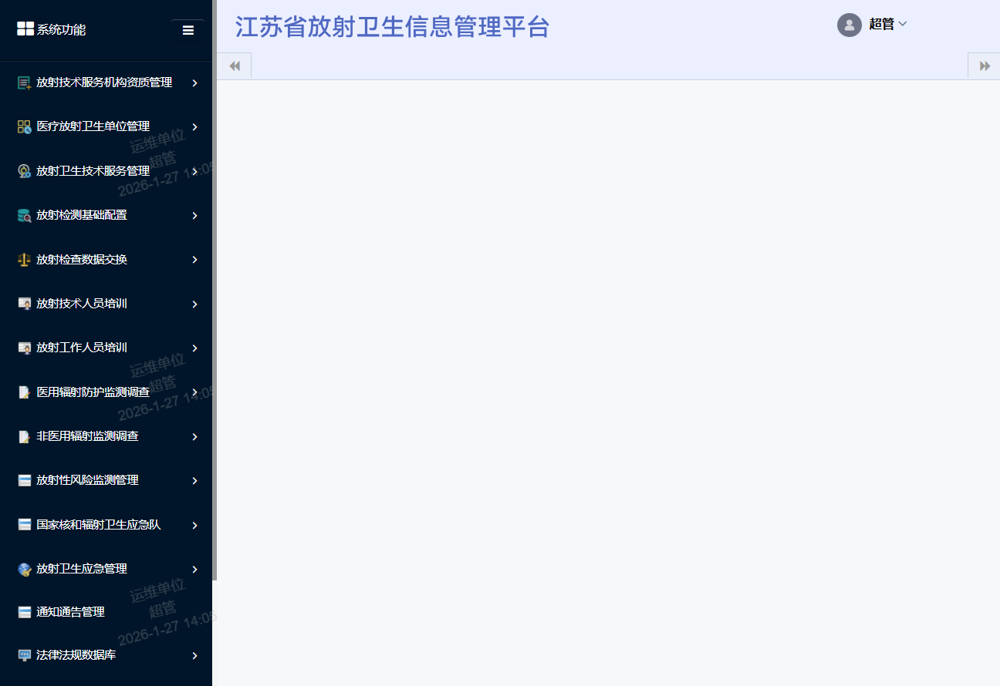 系统功能
江苏省放射卫生信息管理平台
超管
放射技术服务机构资质管理
医疗放射卫生单位管理
运维单位
超管
放射卫生技术服务管理
2026-1-27 14:05
放射检测基础配置
放射检查数据交换
放射技术人员培训
放射工作人员培训
运维单位
超管
医用辐射防护监测调查
2026-1-27 14:05
非医用辐射监测调查
放射性风险监测管理
国家核和辐射卫生应急队
放射卫生应急管理
运维单位
超管
通知通告管理
2026-1-27 14:05
法律法规数据库